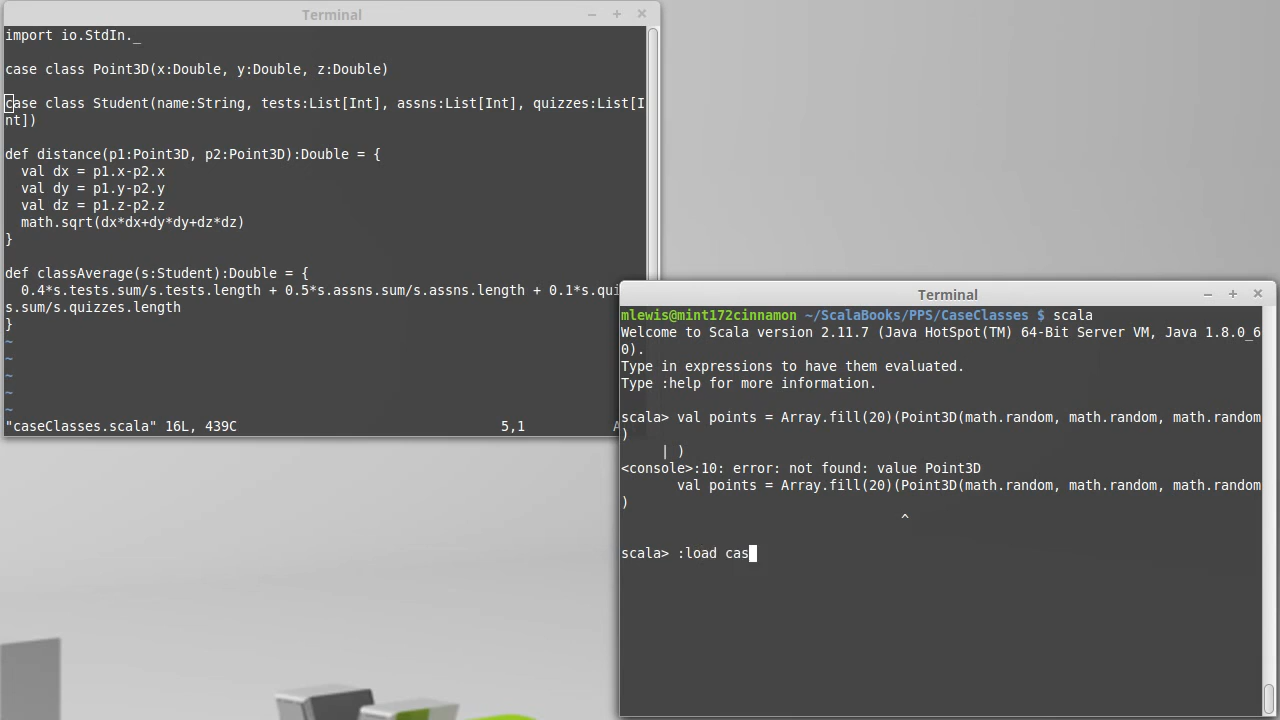 Terminal
import io.StdIn._
case class Point3D(x:Double, y:Double, z:Double)
case class Student(name:String, tests:List[Int], assns:List[Int], quizzes:List[I
nt])
def distance(p1:Point3D, p2:Point3D):Double = {
  val dx = p1.x-p2.x
  val dy = p1.y-p2.y
  val dz = p1.z-p2.z
  math.sqrt(dx*dx+dy*dy+dz*dz)
}
def classAverage(s:Student):Double = {
  0.4*s.tests.sum/s.tests.length + 0.5*s.assns.sum/s.assns.length + 0.1*s.qui
s.sum/s.quizzes.length
}
~
~
~
~
~
"caseClasses.scala" 16L, 439C 5,1
Terminal
mlewis@mint172cinnamon ~/ScalaBooks/PPS/CaseClasses $ scala
Welcome to Scala version 2.11.7 (Java HotSpot(TM) 64-Bit Server VM, Java 1.8.0_6
0).
Type in expressions to have them evaluated.
Type :help for more information.
scala> val points = Array.fill(20)(Point3D(math.random, math.random, math.random
)
     | )
<console>:10: error: not found: value Point3D
       val points = Array.fill(20)(Point3D(math.random, math.random, math.random
)
                                   ^
scala> :load cas